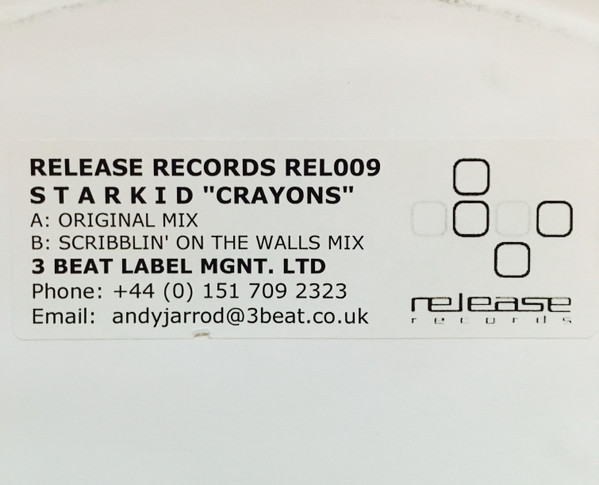 RELEASE RECORDS REL009
STARKID "CRAYONS"
A: ORIGINAL MIX
B: SCRIBBLIN' ON THE WALLS MIX
3 BEAT LABEL MGNT. LTD
Phone: +44 (0) 151 709 2323
Email: andyjarrod@3beat.co.uk
release
records